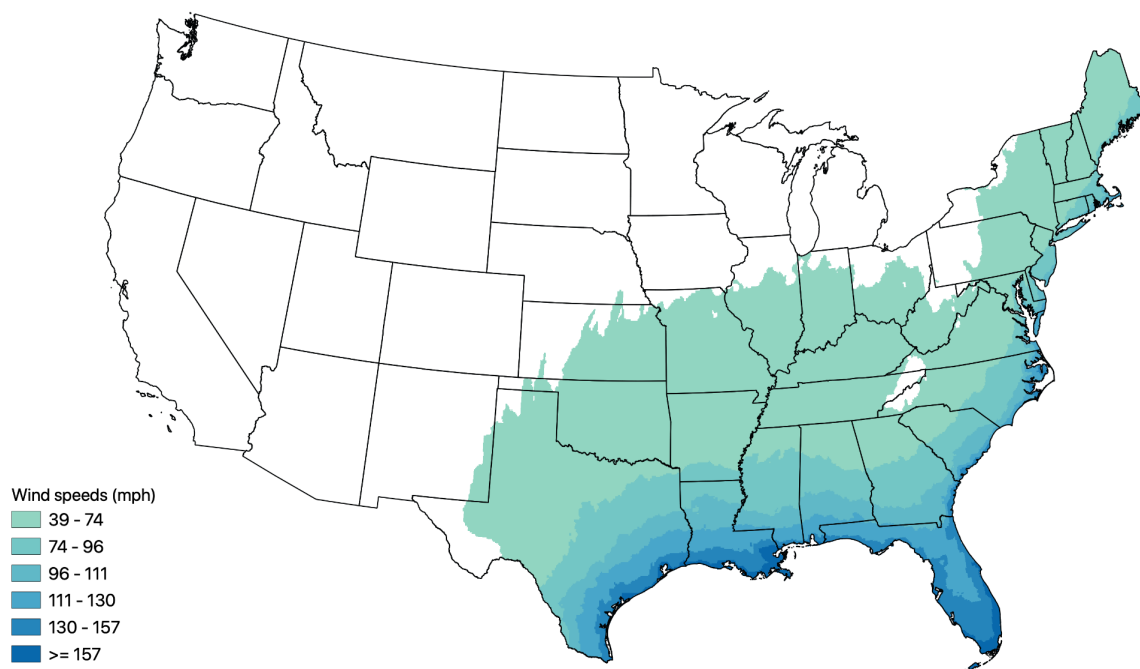 Wind speeds (mph)
39 - 74
74 - 96
96 - 111
111 - 130
130 - 157
>= 157